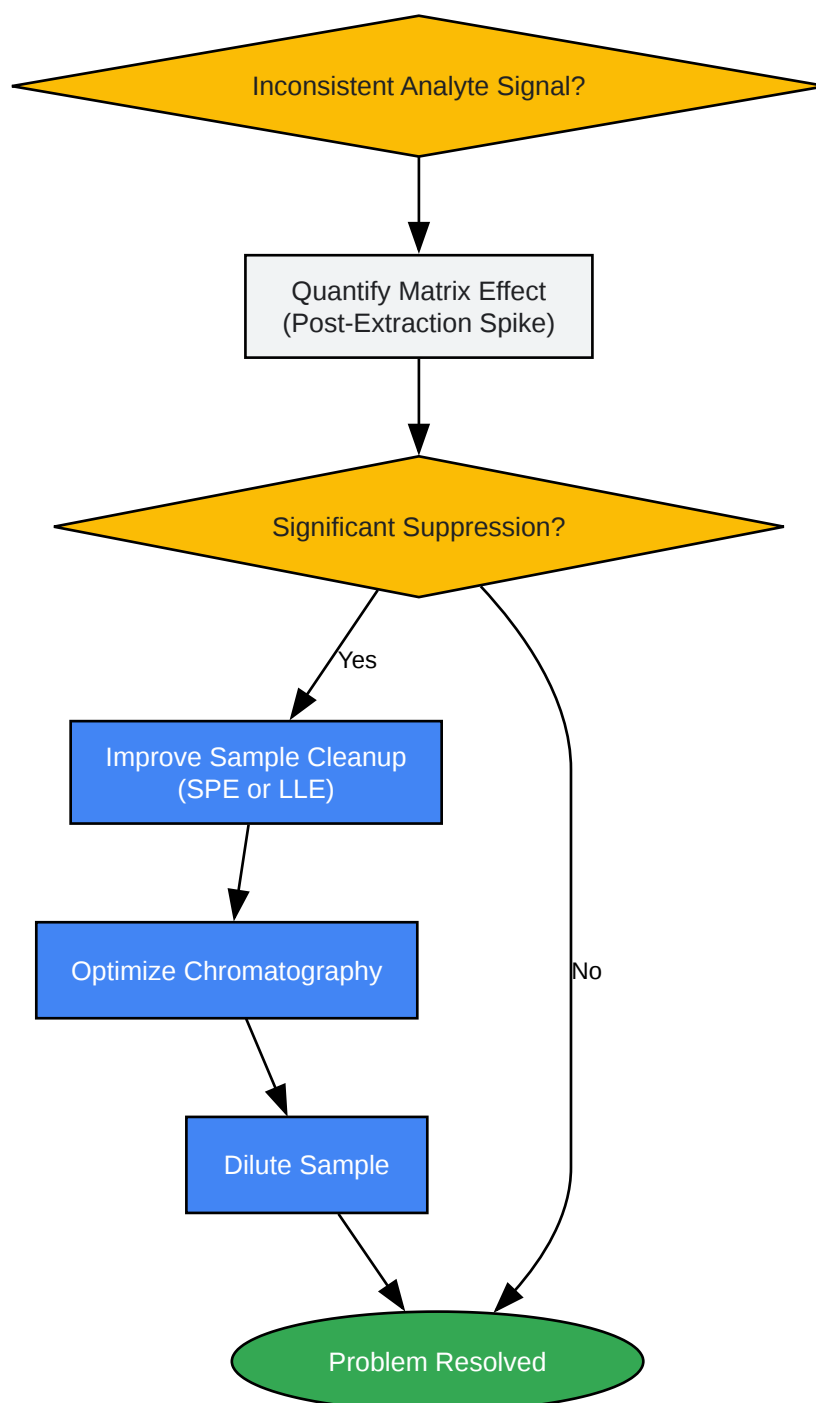 Inconsistent Analyte Signal?
Quantify Matrix Effect
(Post-Extraction Spike)
Significant Suppression?
Yes
Improve Sample Cleanup
(SPE or LLE)
Optimize Chromatography
No
Dilute Sample
Problem Resolved